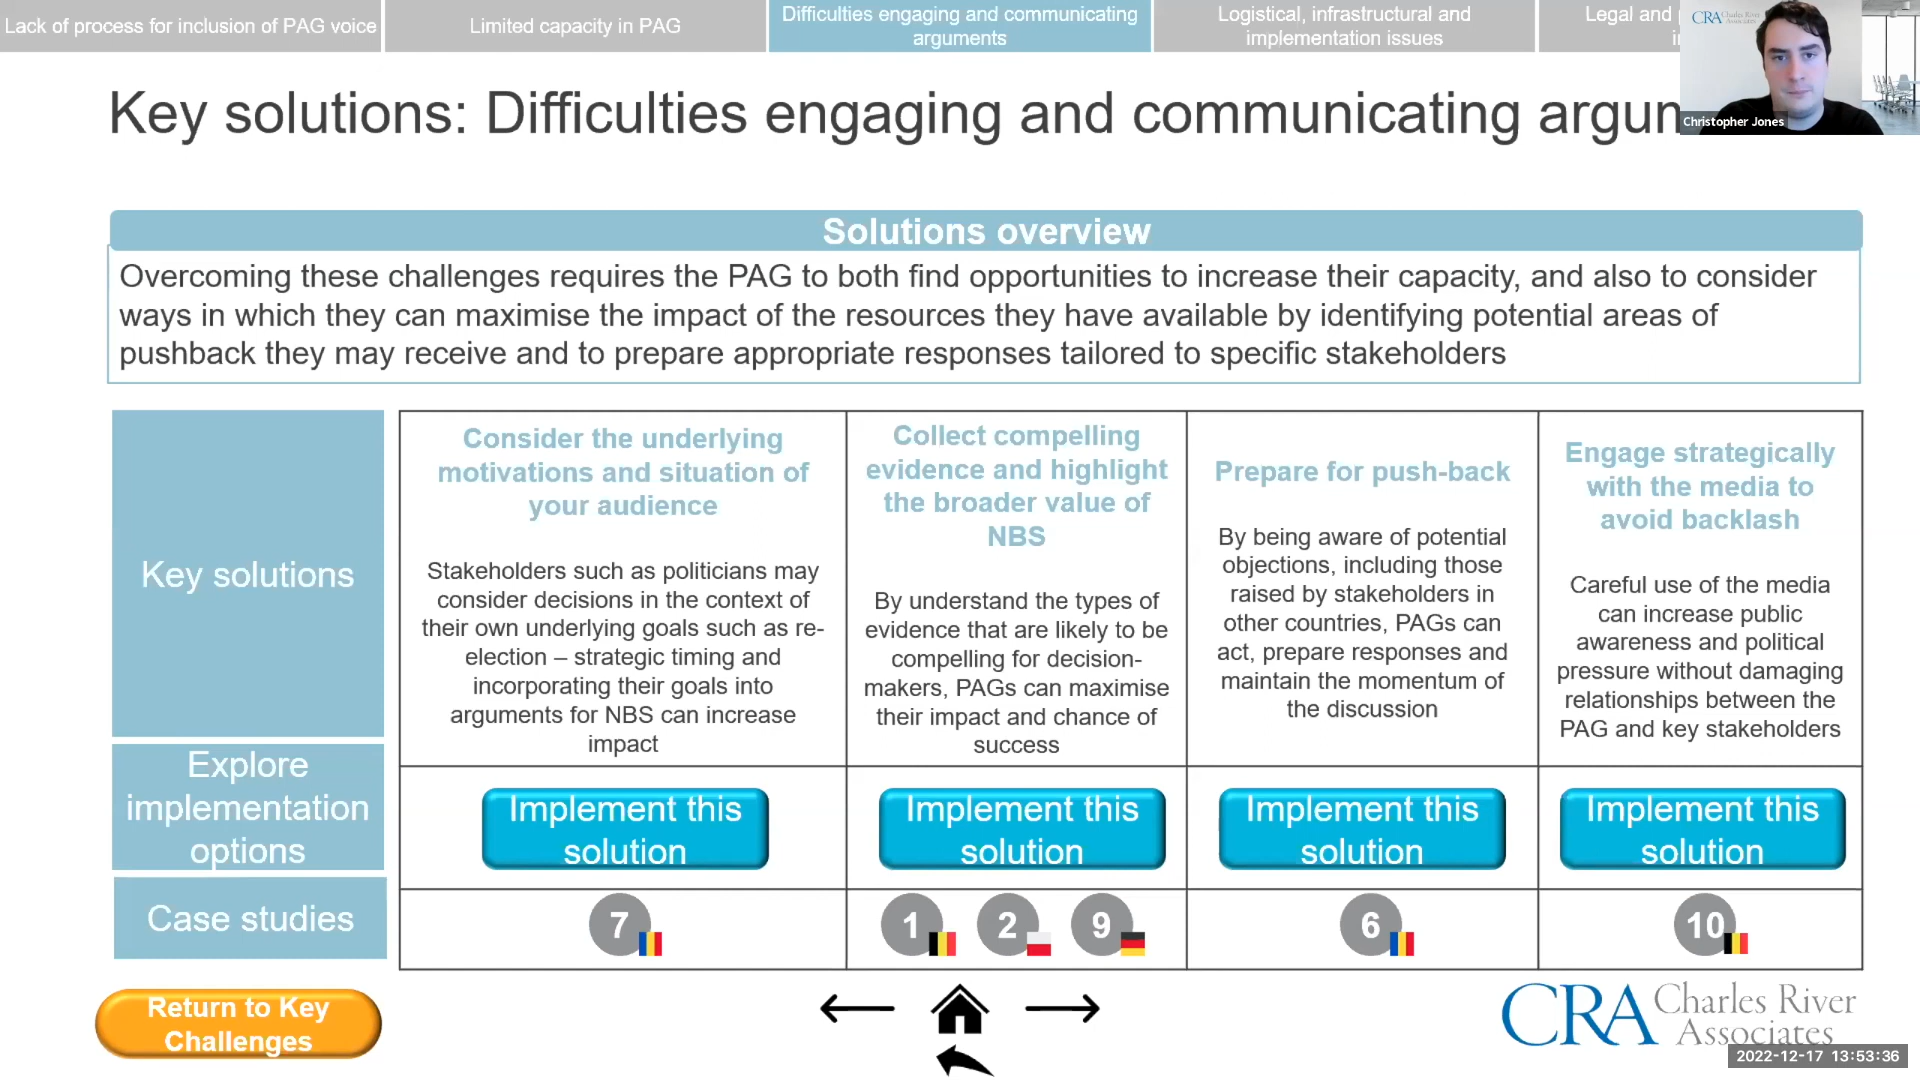 Lack of process for inclusion of PAG voice
Limited capacity in PAG
Difficulties engaging and communicating
arguments
Logistical, infrastructural and
implementation issues
Legal and
CRA Charles River
Associates
Christopher Jones
Key solutions: Difficulties engaging and communicating
Solutions overview
Overcoming these challenges requires the PAG to both find opportunities to increase their capacity, and also to consider
ways in which they can maximise the impact of the resources they have available by identifying potential areas of
pushback they may receive and to prepare appropriate responses tailored to specific stakeholders
Key solutions
Consider the underlying
motivations and situation of
your audience
Stakeholders such as politicians may
consider decisions in the context of
their own underlying goals such as re-
election – strategic timing and
incorporating their goals into
arguments for NBS can increase
impact
Collect compelling
evidence and highlight
the broader value of
NBS
By understand the types of
evidence that are likely to be
compelling for decision-
makers, PAGs can maximise
their impact and chance of
success
Prepare for push-back
By being aware of potential
objections, including those
raised by stakeholders in
other countries, PAGs can
act, prepare responses and
maintain the momentum of
the discussion
Engage strategically
with the media to
avoid backlash
Careful use of the media
can increase public
awareness and political
pressure without damaging
relationships between the
PAG and key stakeholders
Explore
implementation
options
Implement this
solution
Implement this
solution
Implement this
solution
Implement this
solution
Case studies
7
1
2
9
6
10
Return to Key
Challenges
CRA Charles River
Associates
2022-12-17 13:53:36